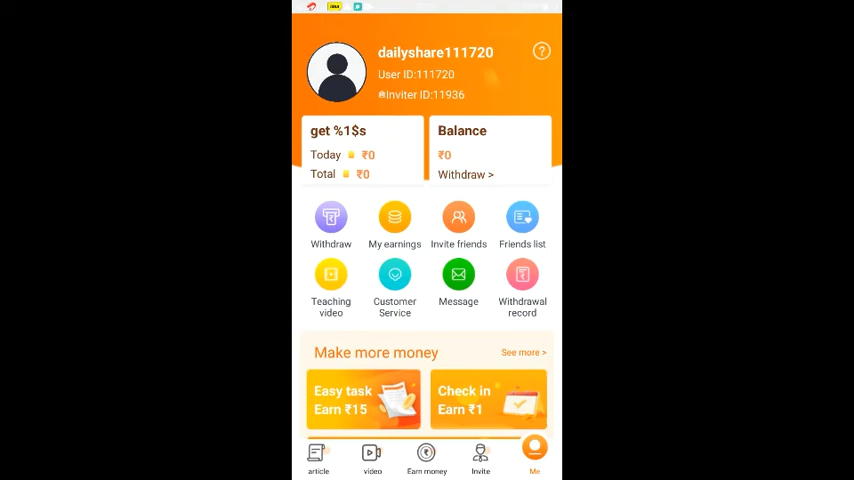 dailyshare111720
User ID:111720
Inviter ID:11936
get %1$s
Today ₹0
Total ₹0
Balance
₹0
Withdraw >
Withdraw
My earnings
Invite friends
Friends list
Teaching video
Customer Service
Message
Withdrawal record
Make more money
See more >
Easy task
Earn ₹15
Check in
Earn ₹1
article
video
Earn money
Invite
Me